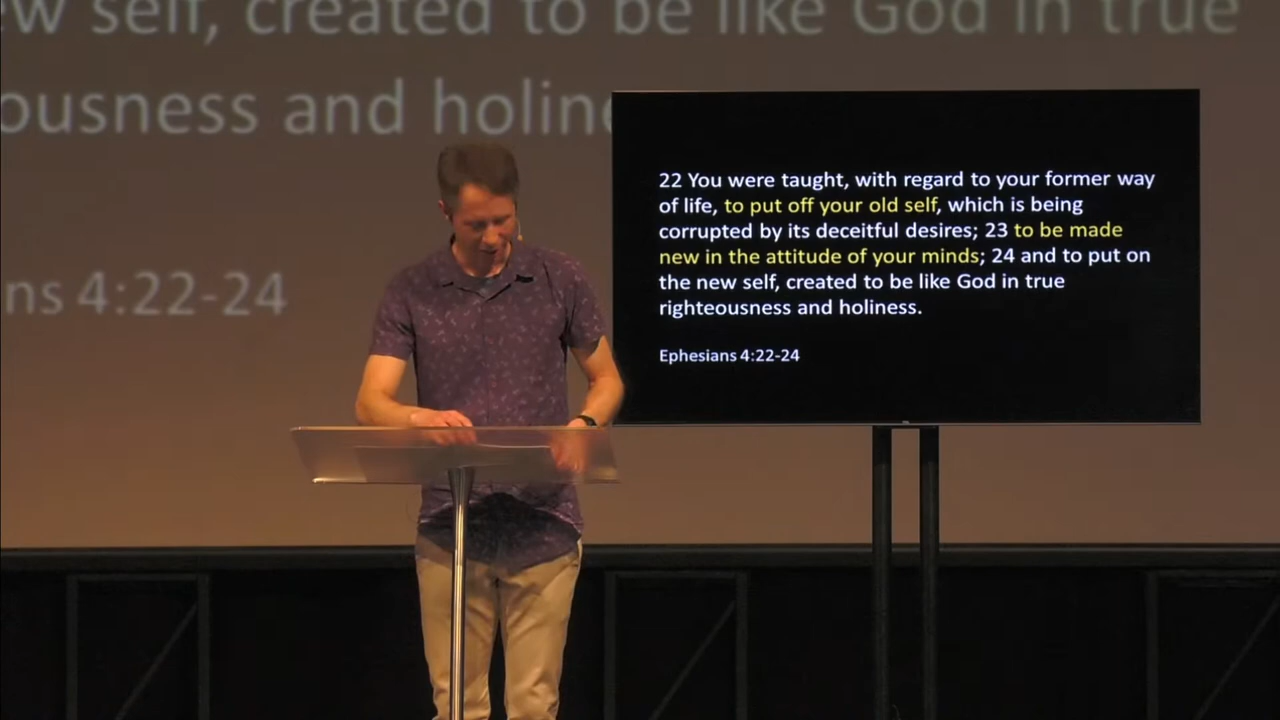 w self, created to be like God in true
ousness and holine
ns 4:22-24
22 You were taught, with regard to your former way
of life, to put off your old self, which is being
corrupted by its deceitful desires; 23 to be made
new in the attitude of your minds; 24 and to put on
the new self, created to be like God in true
righteousness and holiness.
Ephesians 4:22-24